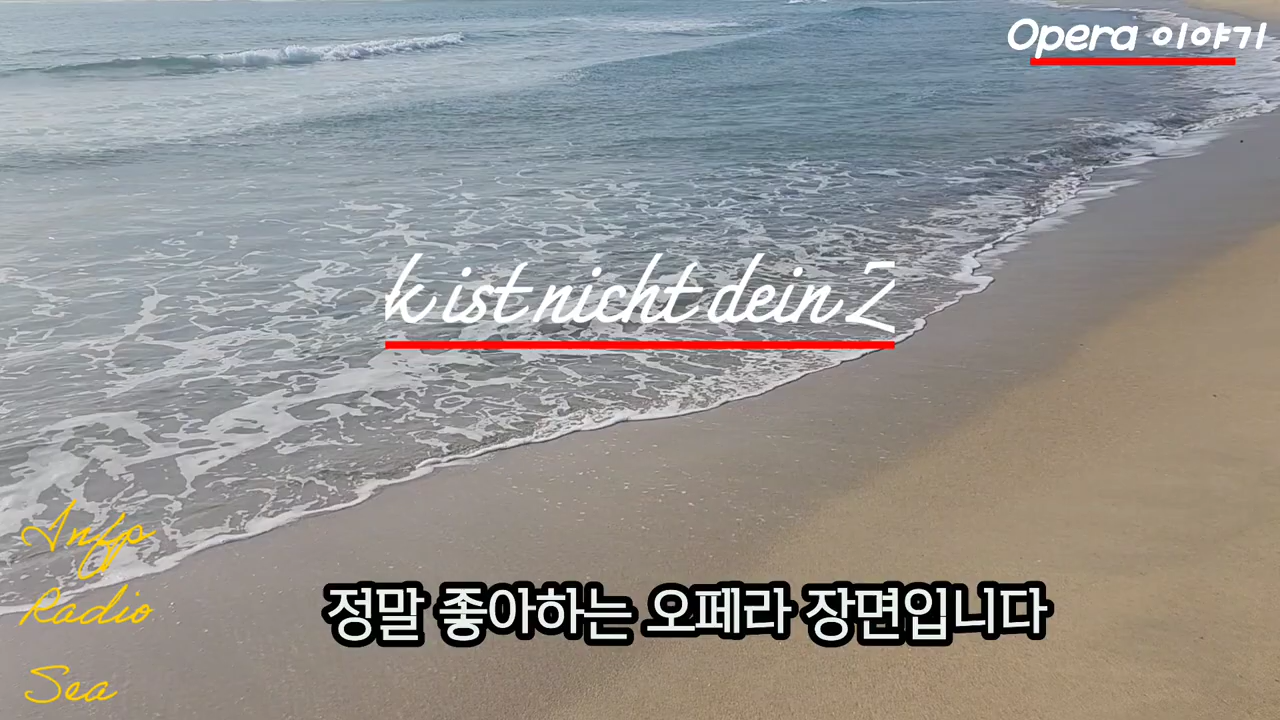 Opera 이야기
k ist nicht dein Z
Infp
Radio
Sea
정말 좋아하는 오페라 장면입니다